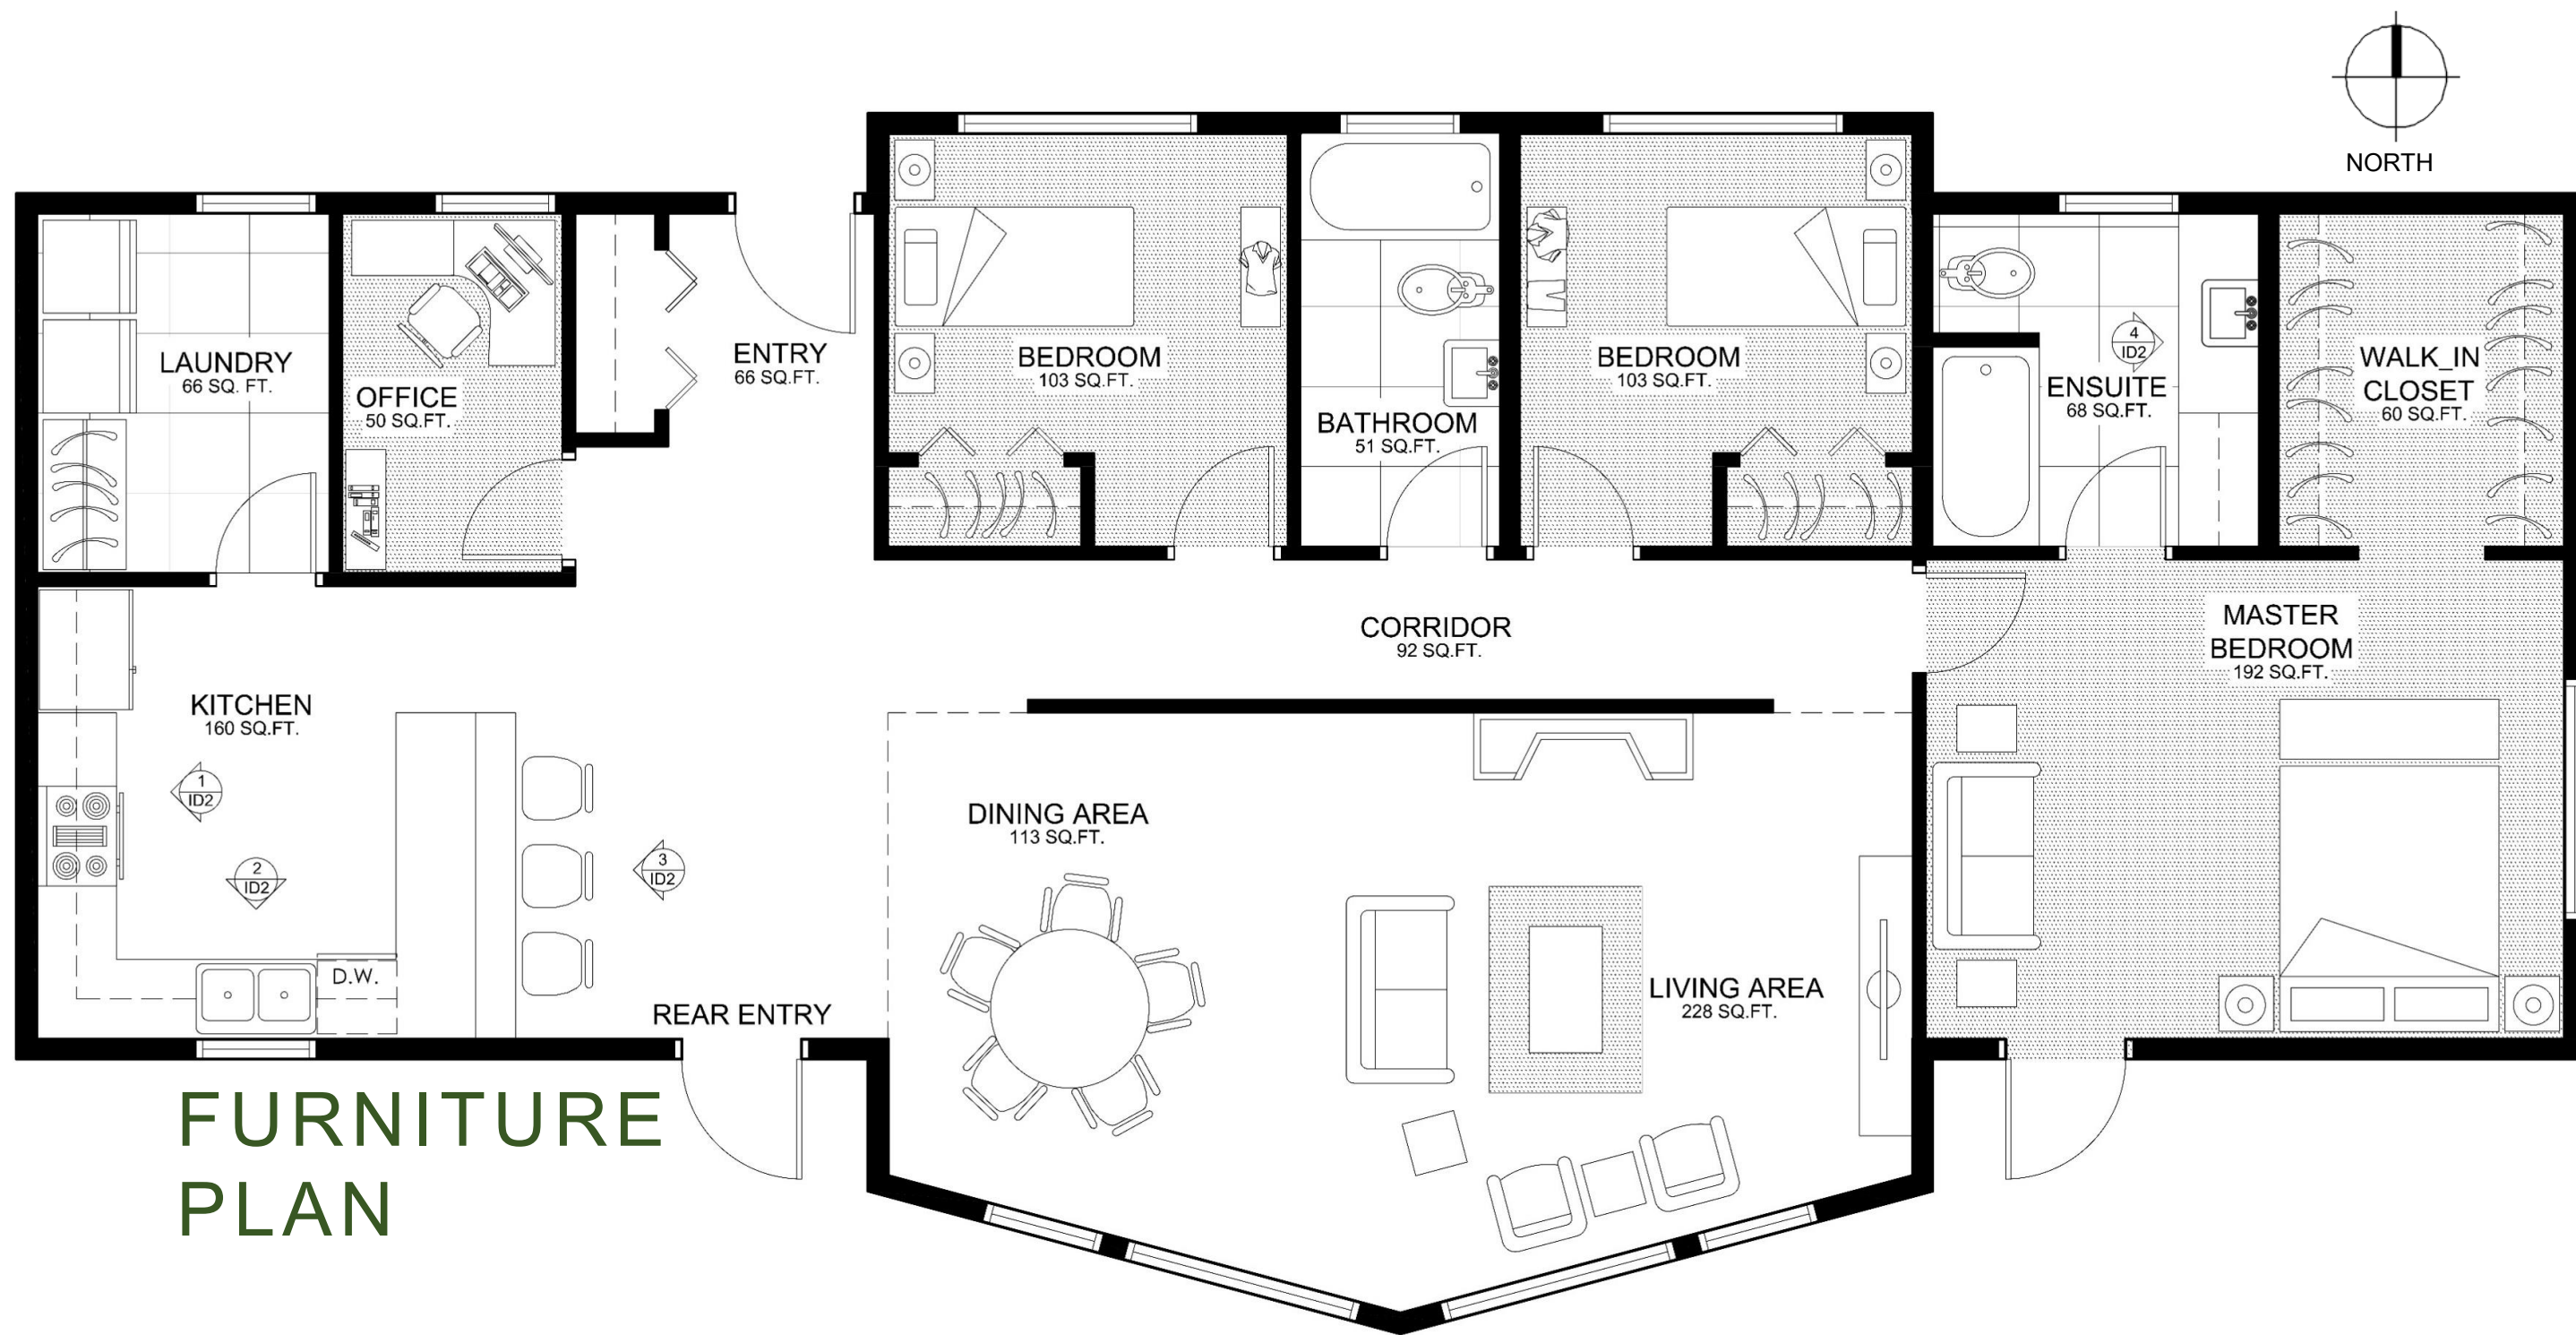 NORTH
LAUNDRY
66 SQ. FT.
OFFICE
50 SQ.FT.
ENTRY
66 SQ.FT.
BEDROOM
103 SQ.FT.
BATHROOM
51 SQ.FT.
BEDROOM
103 SQ.FT.
4
ID2
ENSUITE
68 SQ.FT.
WALK_IN
CLOSET
60 SQ.FT.
CORRIDOR
92 SQ.FT.
MASTER
BEDROOM
192 SQ.FT.
KITCHEN
160 SQ.FT.
1
ID2
2
ID2
3
ID2
DINING AREA
113 SQ.FT.
D.W.
REAR ENTRY
LIVING AREA
228 SQ.FT.
FURNITURE
PLAN